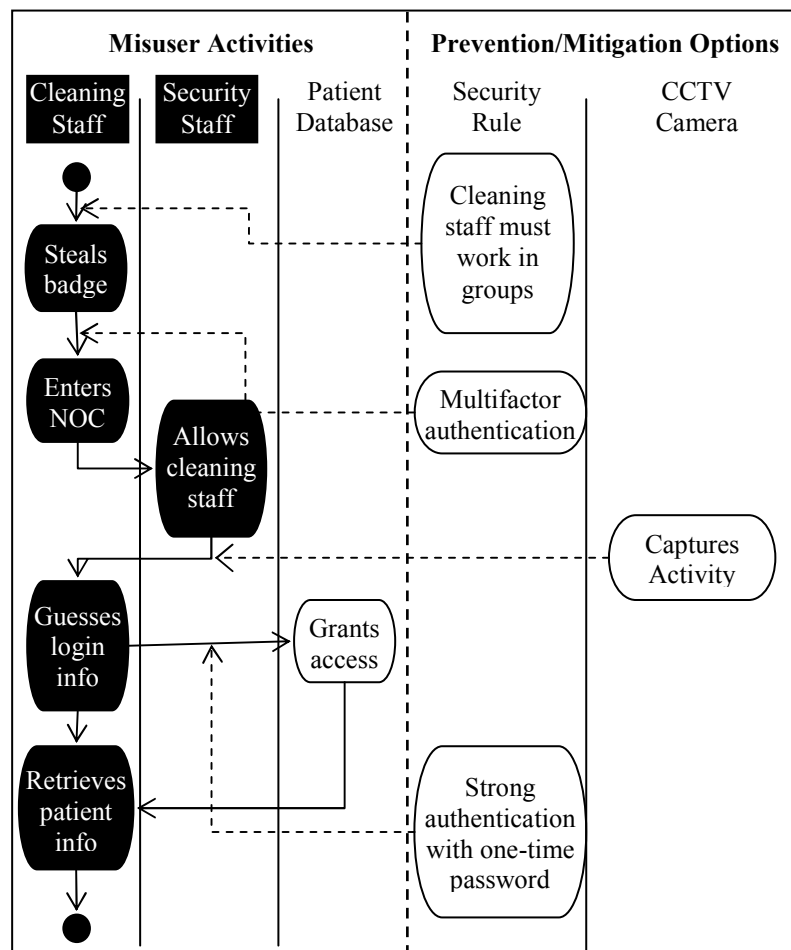 Misuser Activities
Prevention/Mitigation Options
Cleaning
Staff
Security
Staff
Patient
Database
Security
Rule
CCTV
Camera
Cleaning
staff must
work in
groups
Steals
badge
Enters
NOC
Multifactor
authentication
Allows
cleaning
staff
Captures
Activity
Guesses
login
info
Grants
access
Retrieves
patient
info
Strong
authentication
with one-time
password